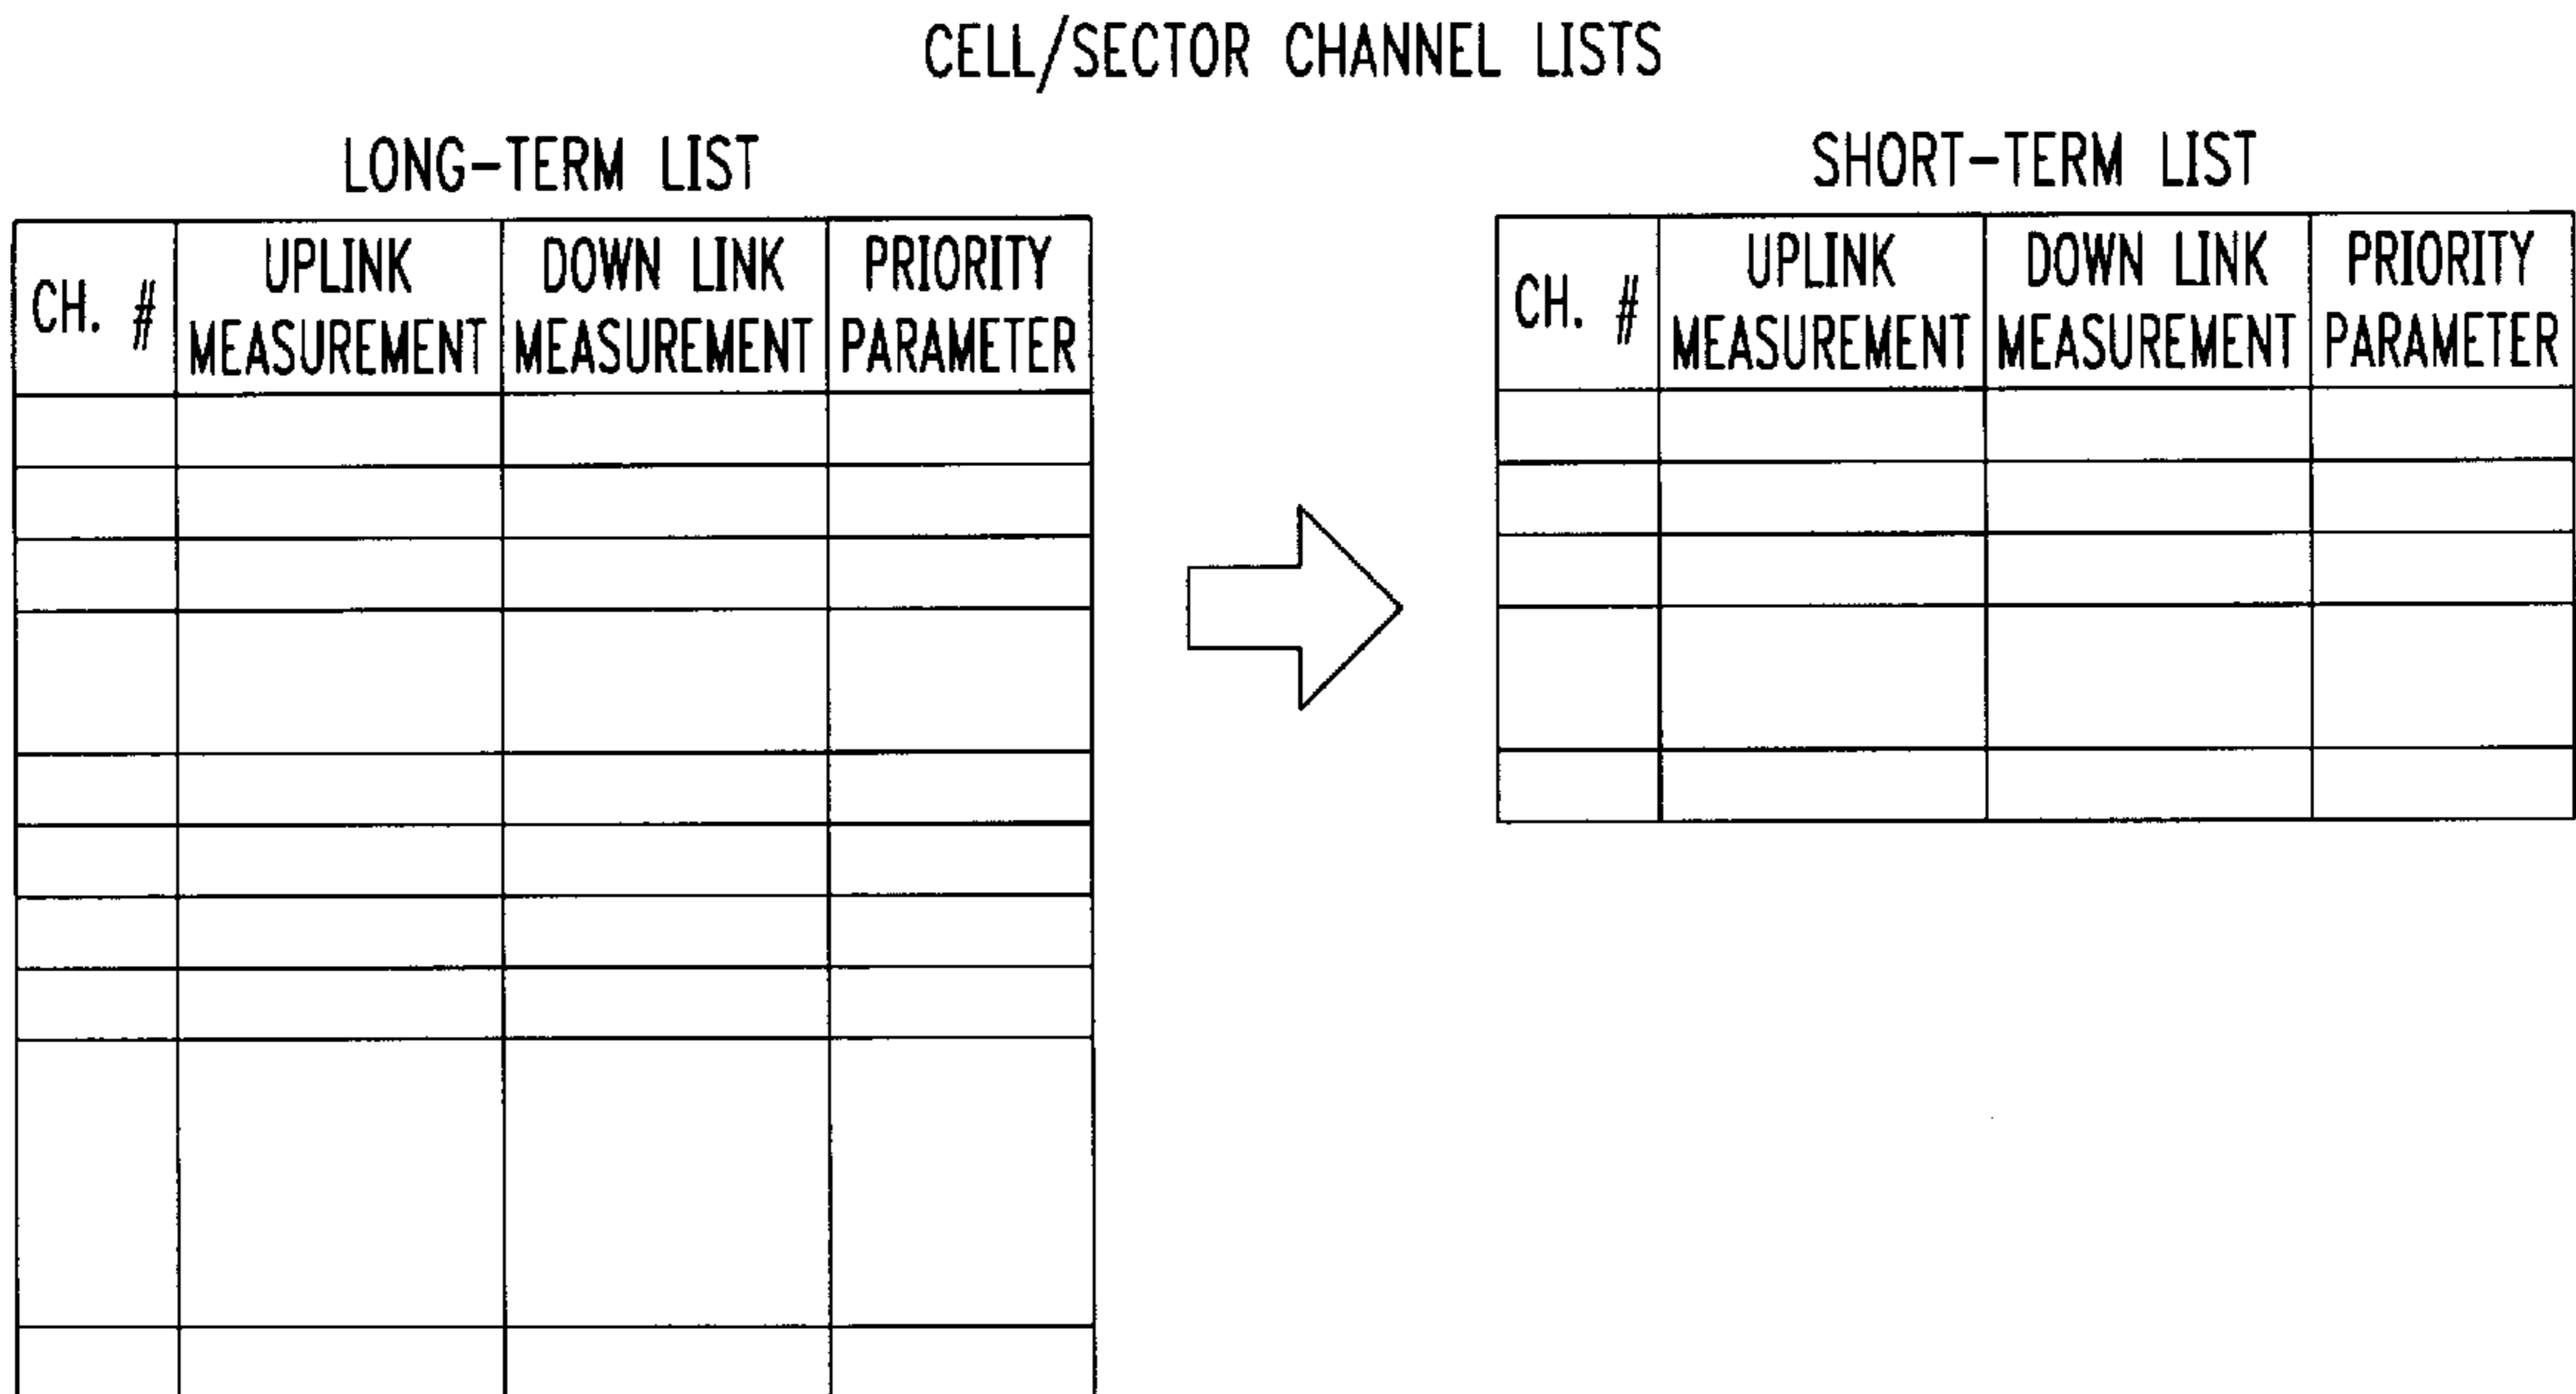 CELL/SECTOR CHANNEL LISTS
LONG-TERM LIST
CH. #
UPLINK
MEASUREMENT
DOWN LINK
MEASUREMENT
PRIORITY
PARAMETER
SHORT-TERM LIST
CH. #
UPLINK
MEASUREMENT
DOWN LINK
MEASUREMENT
PRIORITY
PARAMETER